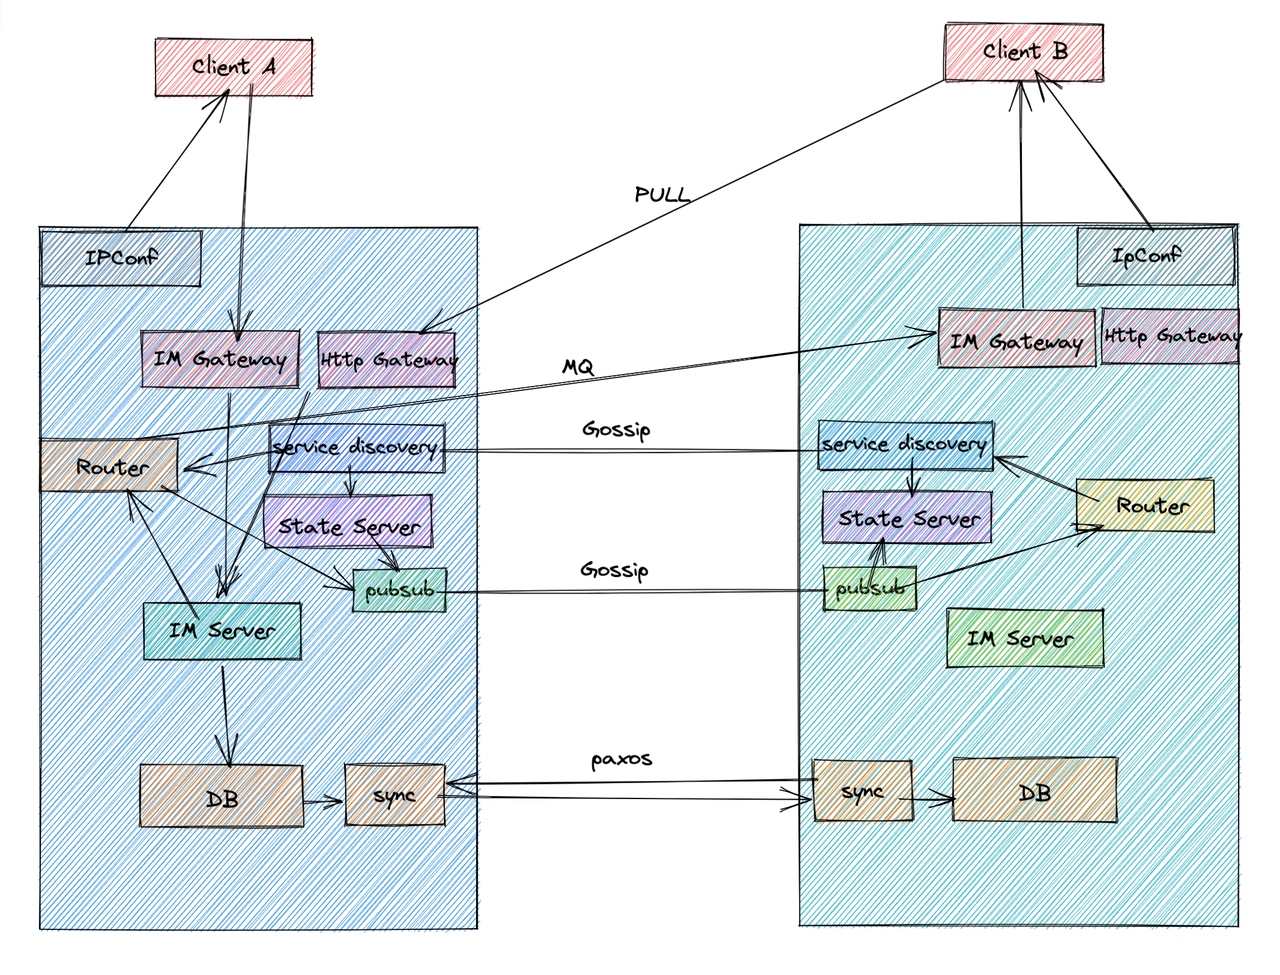 Client A
Client B
PULL
IPConf
IpConf
IM Gateway
Http Gateway
MQ
IM Gateway
Http Gateway
Router
service discovery
Gossip
service discovery
State Server
State Server
Router
pubsub
Gossip
pubsub
IM Server
IM Server
DB
sync
paxos
sync
DB